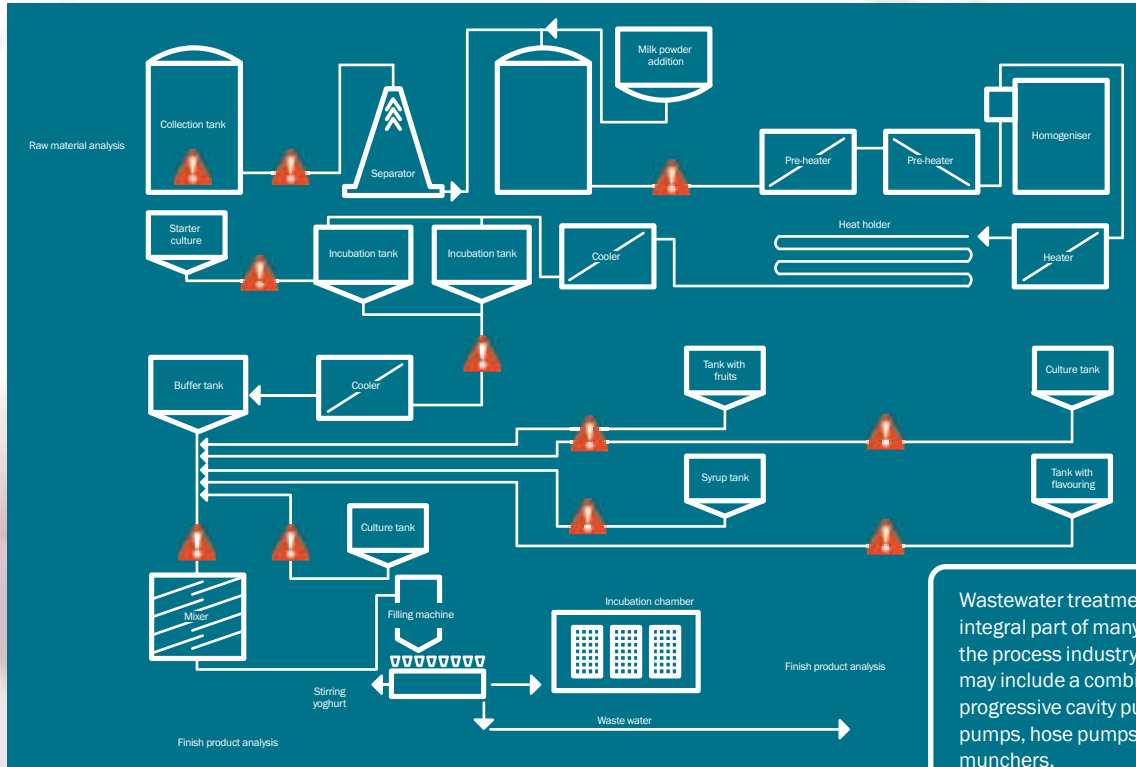 Milk powder
addition
Collection tank
Raw material analysis
Separator
Pre-heater
Pre-heater
Homogeniser
Starter
culture
Incubation tank
Incubation tank
Cooler
Heat holder
Heater
Buffer tank
Cooler
Tank with
fruits
Culture tank
Syrup tank
Tank with
flavouring
Culture tank
Mixer
Filling machine
Incubation chamber
Stirring
yoghurt
Finish product analysis
Waste water
Finish product analysis
Wastewater treatme
integral part of many
the process industry
may include a combi
progressive cavity pu
pumps, hose pumps
munchers.